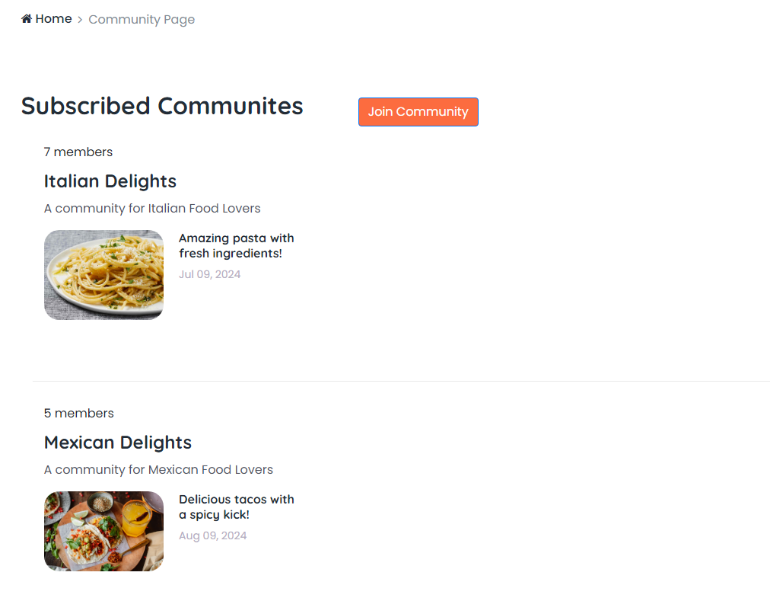 Home > Community Page
Subscribed Communites
Join Community
7 members
Italian Delights
A community for Italian Food Lovers
Amazing pasta with
fresh ingredients!
Jul 09, 2024
5 members
Mexican Delights
A community for Mexican Food Lovers
Delicious tacos with
a spicy kick!
Aug 09, 2024